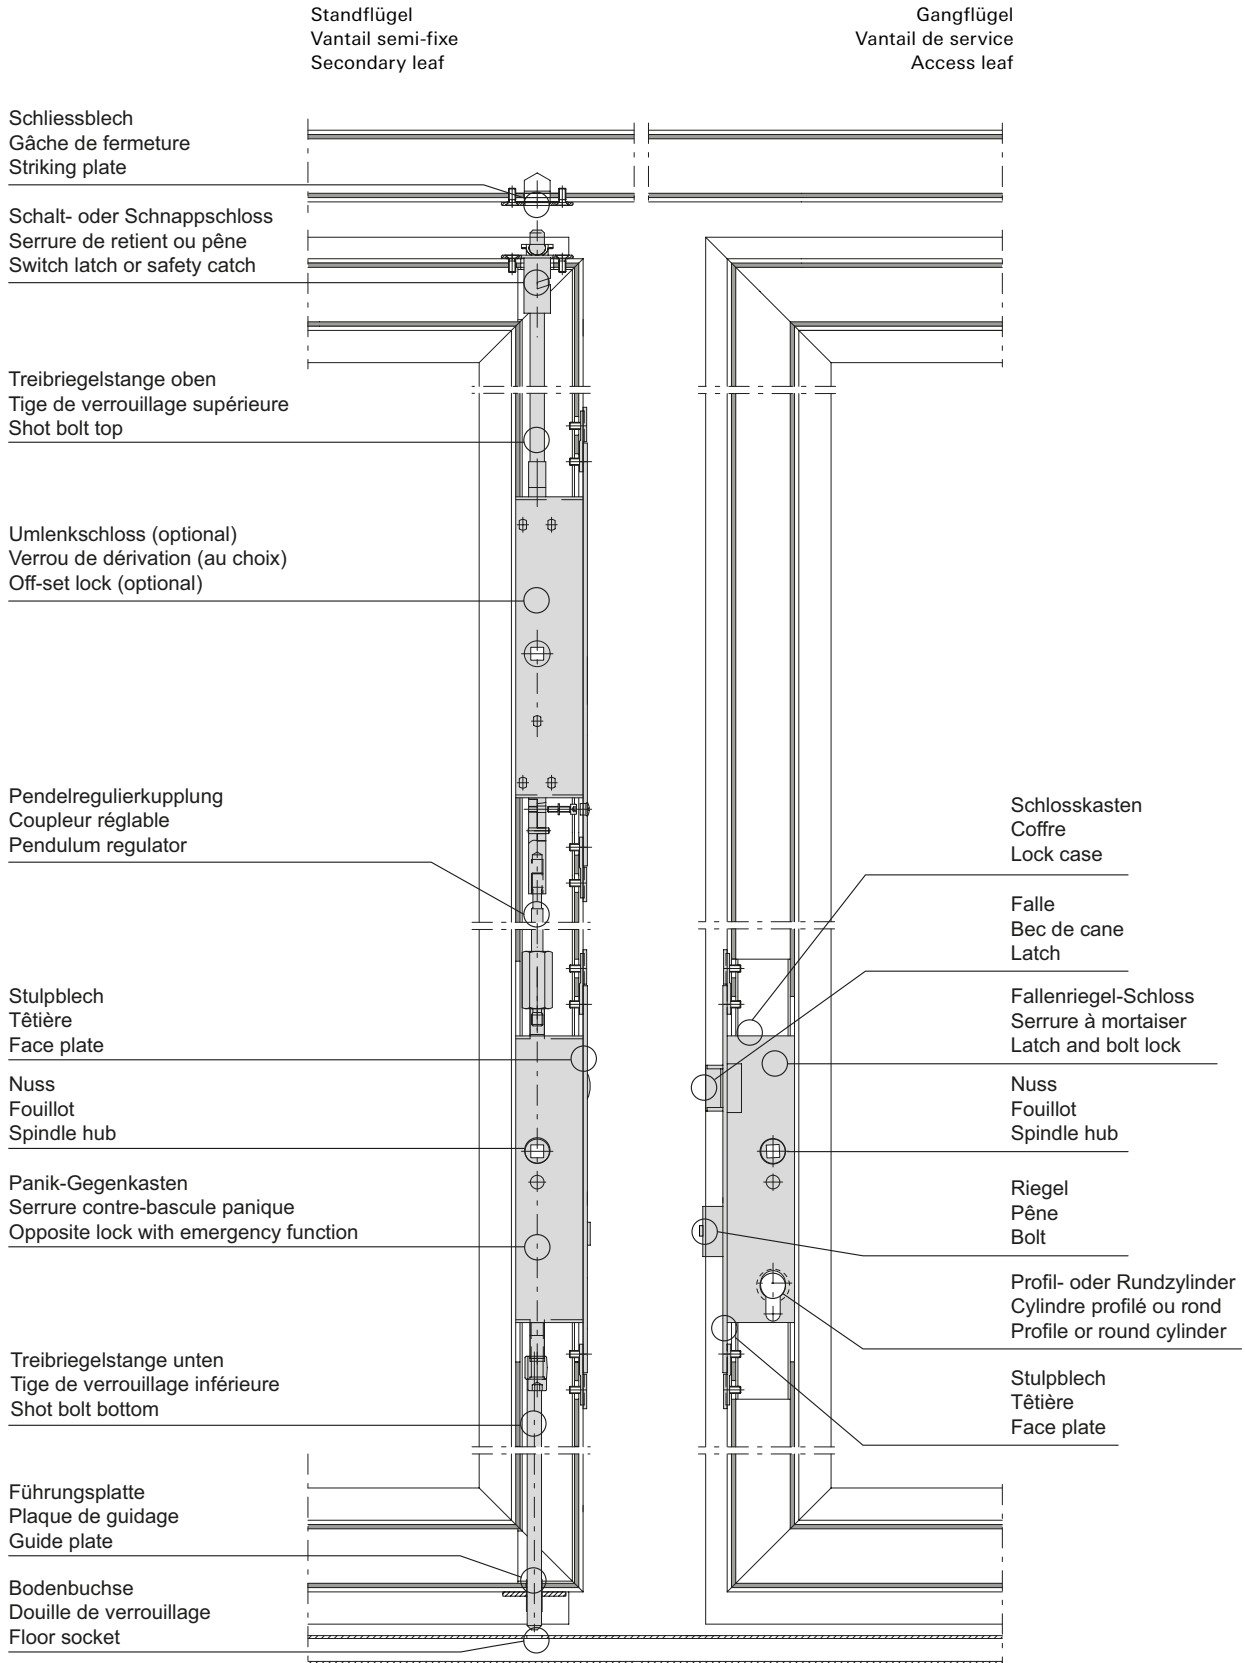 Standflügel
Vantail semi-fixe
Secondary leaf
Gangflügel
Vantail de service
Access leaf
Schliessblech
Gâche de fermeture
Striking plate
Schalt- oder Schnappschloss
Serrure de retient ou pêne
Switch latch or safety catch
Treibriegelstange oben
Tige de verrouillage supérieure
Shot bolt top
Umlenkschloss (optional)
Verrou de dérivation (au choix)
Off-set lock (optional)
Pendelregulierkupplung
Coupleur réglable
Pendulum regulator
Stulpblech
Têtière
Face plate
Nuss
Fouillot
Spindle hub
Panik-Gegenkasten
Serrure contre-bascule panique
Opposite lock with emergency function
Treibriegelstange unten
Tige de verrouillage inférieure
Shot bolt bottom
Führungsplatte
Plaque de guidage
Guide plate
Bodenbuchse
Douille de verrouillage
Floor socket
Schlosskasten
Coffre
Lock case
Falle
Bec de cane
Latch
Fallenriegel-Schloss
Serrure à mortaiser
Latch and bolt lock
Nuss
Fouillot
Spindle hub
Riegel
Pêne
Bolt
Profil- oder Rundzylinder
Cylindre profilé ou rond
Profile or round cylinder
Stulpblech
Têtière
Face plate